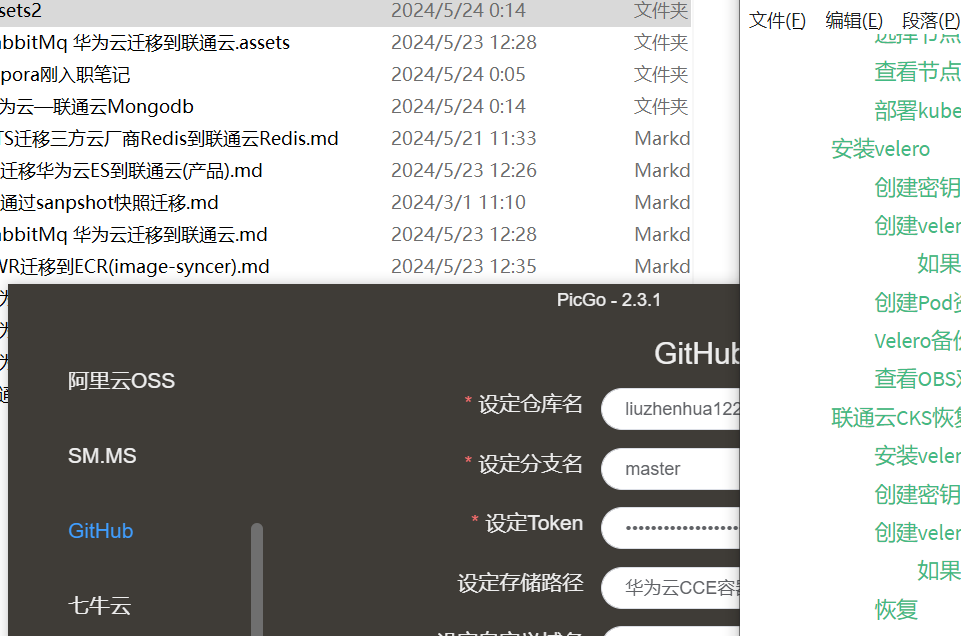 sets2 2024/5/24 0:14 文件夹
abbitMq 华为云迁移到联通云.assets 2024/5/23 12:28 文件夹
pora刚入职笔记 2024/5/24 0:05 文件夹
为云—联通云Mongodb 2024/5/24 0:14 文件夹
TS迁移三方云厂商Redis到联通云Redis.md 2024/5/21 11:33 Markd
迁移华为云ES到联通云(产品).md 2024/5/23 12:26 Markd
通过sanpshot快照迁移.md 2024/3/1 11:10 Markd
abbitMq 华为云迁移到联通云.md 2024/5/23 12:28 Markd
WR迁移到ECR(image-syncer).md 2024/5/23 12:35 Markd
PicGo - 2.3.1
阿里云OSS
SM.MS
GitHub
七牛云
GitHub
* 设定仓库名 liuzhenhua122
* 设定分支名 master
* 设定Token
设定存储路径 华为云CCE容器
设定自定义域名
文件(F) 编辑(E) 段落(P)
选择节点
查看节点
部署kube
安装velero
创建密钥
创建veler
如果
创建Pod资
Velero备份
查看OBS对
联通云CKS恢复
安装veler
创建密钥
创建veler
如果
恢复